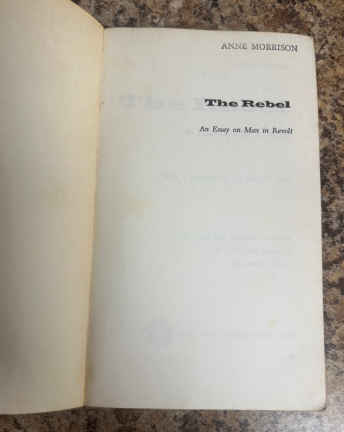 ANNE MORRISON
The Rebel
An Essay on Man in Revolt